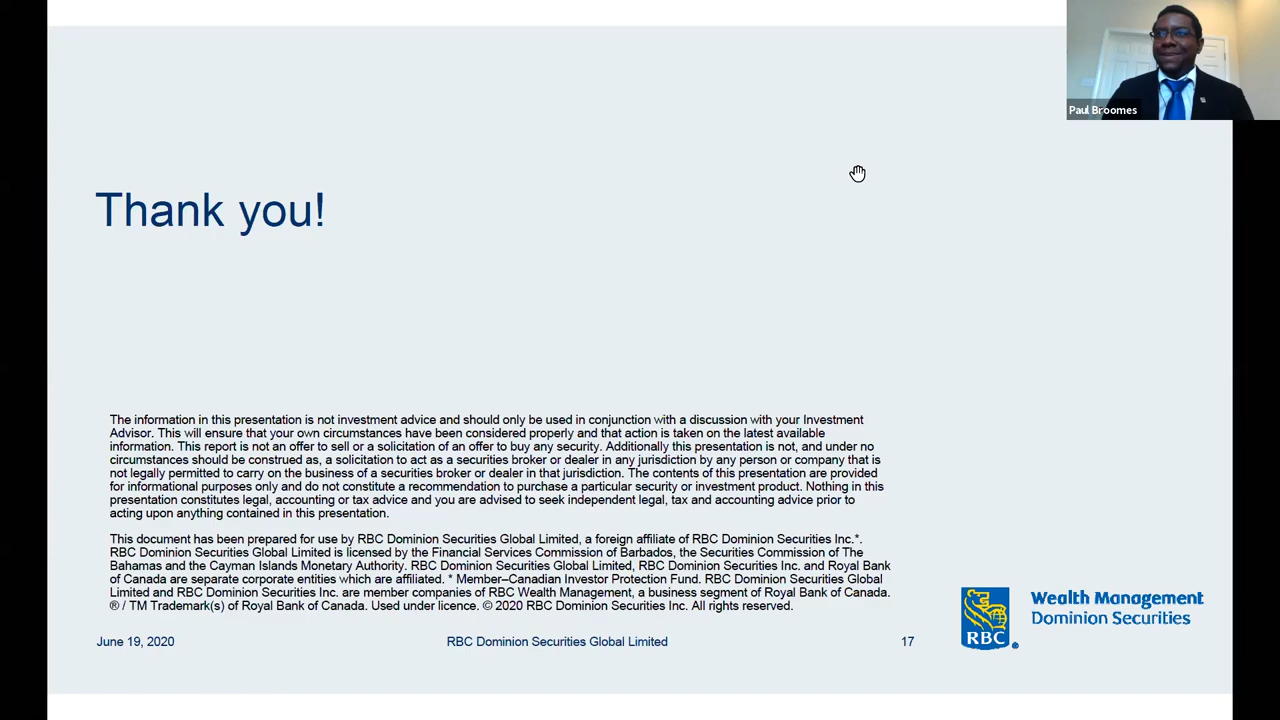 Paul Broomes
Thank you!
The information in this presentation is not investment advice and should only be used in conjunction with a discussion with your Investment
Advisor. This will ensure that your own circumstances have been considered properly and that action is taken on the latest available
information. This report is not an offer to sell or a solicitation of an offer to buy any security. Additionally this presentation is not, and under no
circumstances should be construed as, a solicitation to act as a securities broker or dealer in any jurisdiction by any person or company that is
not legally permitted to carry on the business of a securities broker or dealer in that jurisdiction. The contents of this presentation are provided
for informational purposes only and do not constitute a recommendation to purchase a particular security or investment product. Nothing in this
presentation constitutes legal, accounting or tax advice and you are advised to seek independent legal, tax and accounting advice prior to
acting upon anything contained in this presentation.
This document has been prepared for use by RBC Dominion Securities Global Limited, a foreign affiliate of RBC Dominion Securities Inc.*.
RBC Dominion Securities Global Limited is licensed by the Financial Services Commission of Barbados, the Securities Commission of The
Bahamas and the Cayman Islands Monetary Authority. RBC Dominion Securities Global Limited, RBC Dominion Securities Inc. and Royal Bank
of Canada are separate corporate entities which are affiliated. * Member–Canadian Investor Protection Fund. RBC Dominion Securities Global
Limited and RBC Dominion Securities Inc. are member companies of RBC Wealth Management, a business segment of Royal Bank of Canada.
® / TM Trademark(s) of Royal Bank of Canada. Used under licence. © 2020 RBC Dominion Securities Inc. All rights reserved.
June 19, 2020
RBC Dominion Securities Global Limited
17
RBC ®
Wealth Management
Dominion Securities